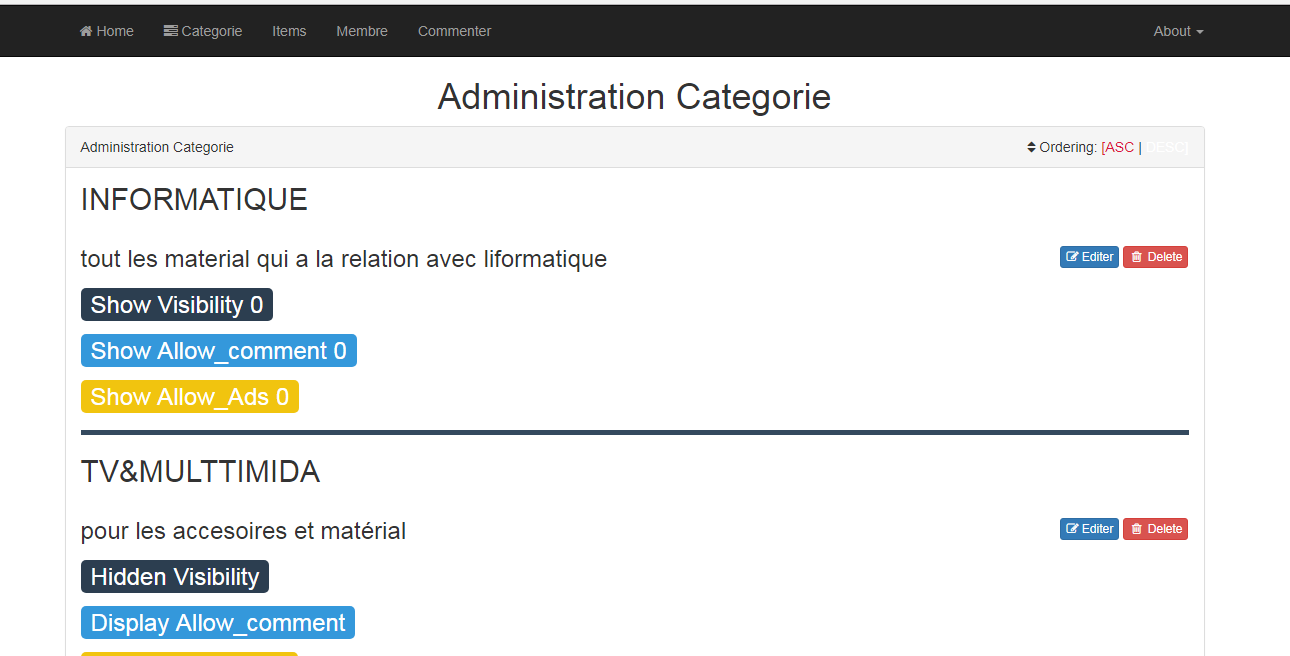 Home Categorie Items Membre Commenter About
Administration Categorie
Administration Categorie Ordering: [ASC | DESC]
INFORMATIQUE
tout les material qui a la relation avec liformatique Editer Delete
Show Visibility 0
Show Allow_comment 0
Show Allow_Ads 0
TV&MULTTIMIDA
pour les accesoires et matérial Editer Delete
Hidden Visibility
Display Allow_comment